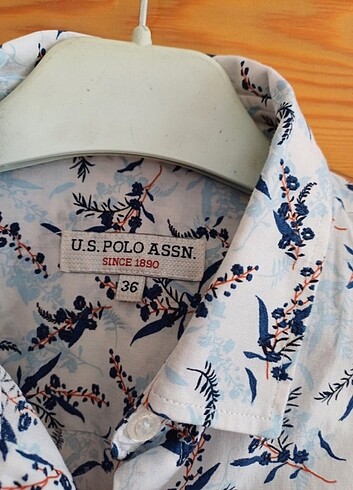 U.S. POLO ASSN.
SINCE 1890
36